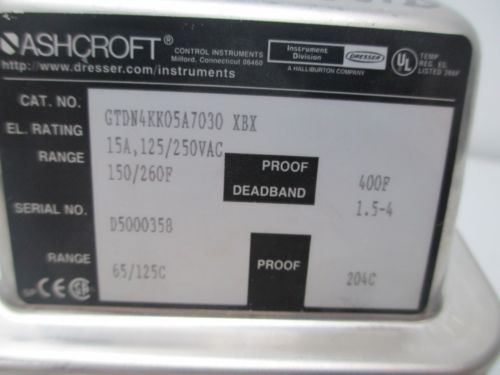 ASHCROFT®
CONTROL INSTRUMENTS
Milford, Connecticut 06460
http://www.dresser.com/instruments
Instrument
Division
DRESSER
A HALLIBURTON COMPANY
UL
TEMP
REG. EQ.
LISTED
CAT. NO. GTDN4KK05A7030 XBX
EL. RATING 15A,125/250VAC
RANGE 150/260F
PROOF 400F
DEADBAND 1.5-4
SERIAL NO. D5000358
RANGE 65/125C
PROOF 204C
CE